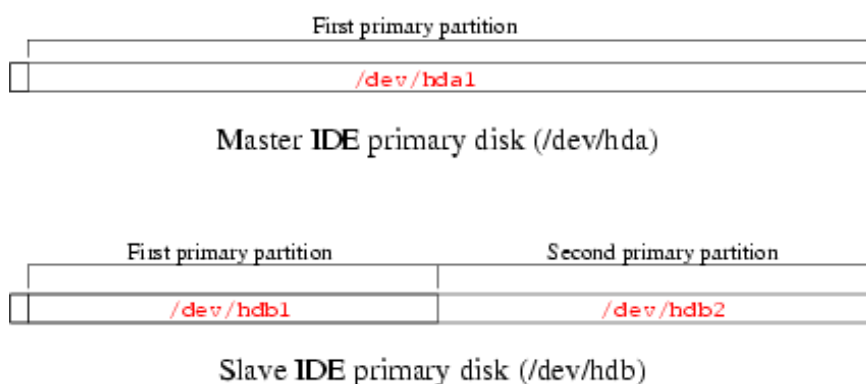 First primary partition
/dev/hda1
Master IDE primary disk (/dev/hda)
First primary partition Second primary partition
/dev/hdb1 /dev/hdb2
Slave IDE primary disk (/dev/hdb)